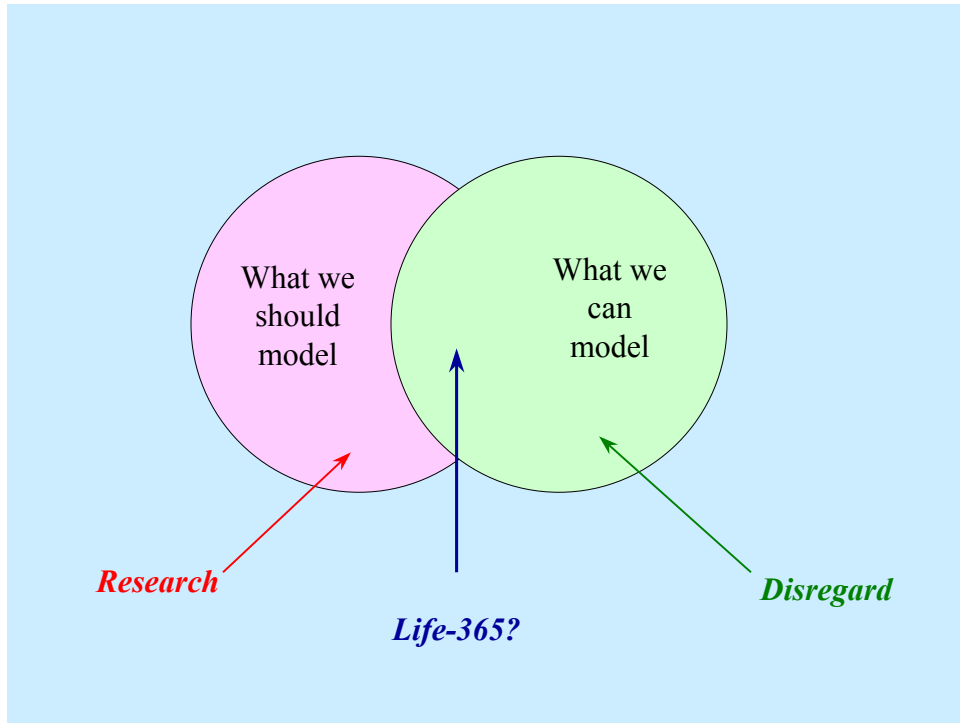 What we
should
model
What we
can
model
Research
Life-365?
Disregard